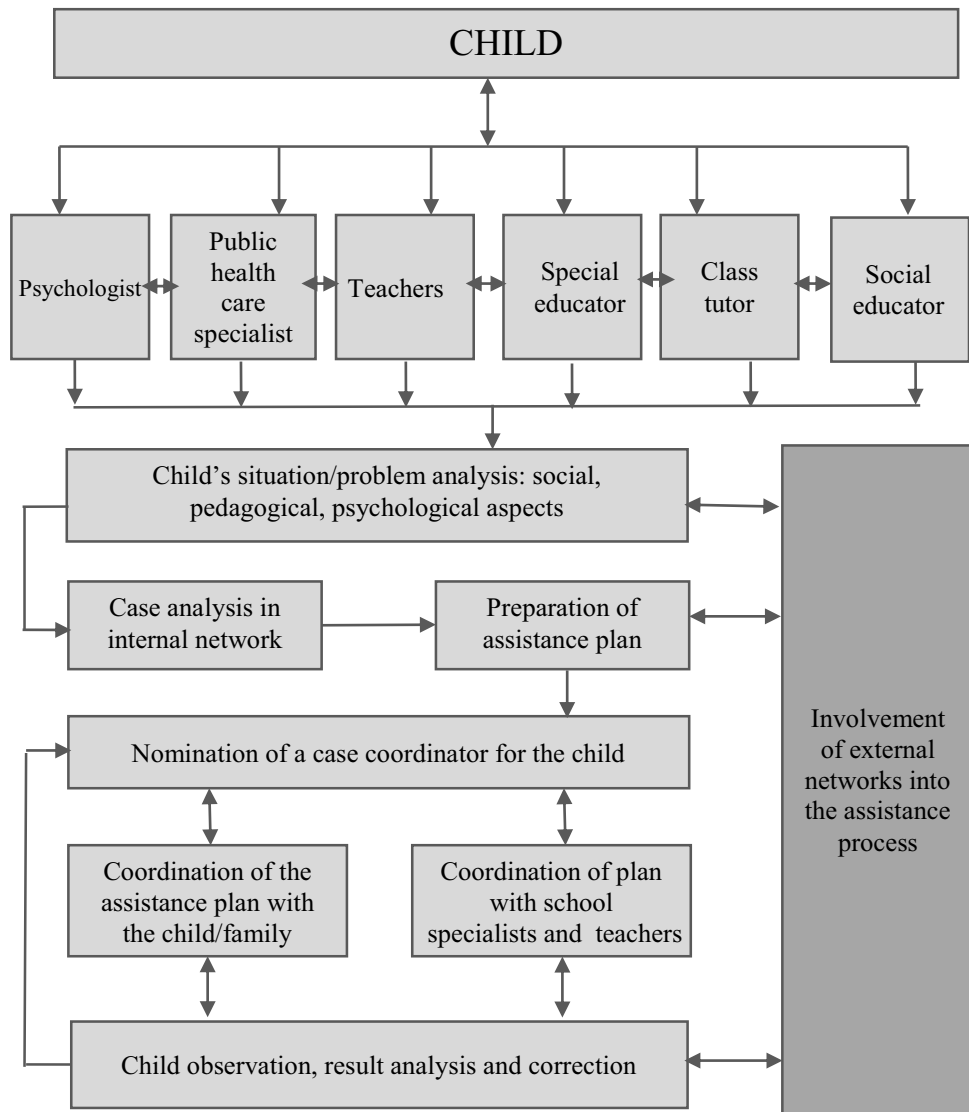 CHILD
Psychologist
Public
health
care
specialist
Teachers
Special
educator
Class
tutor
Social
educator
Child’s situation/problem analysis: social,
pedagogical, psychological aspects
Case analysis in
internal network
Preparation of
assistance plan
Involvement
of external
networks into
the assistance
process
Nomination of a case coordinator for the child
Coordination of the
assistance plan with
the child/family
Coordination of plan
with school
specialists and teachers
Child observation, result analysis and correction